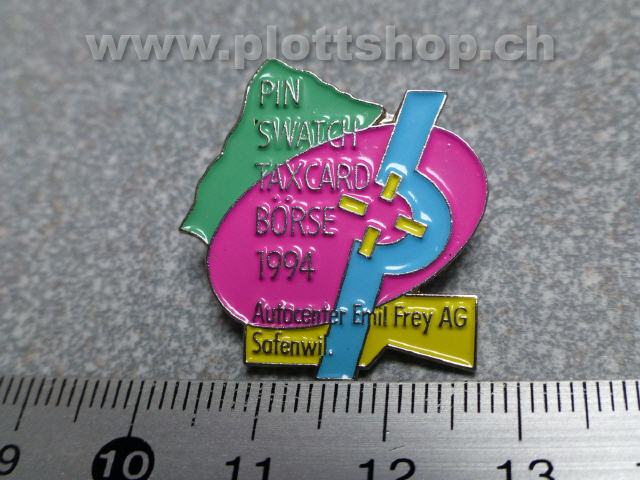 www.plottshop.ch
PIN
SWATCH
TAXCARD
BÖRSE
1994
Autocenter Emil Frey AG
Safenwil.
9 10 11 12 13